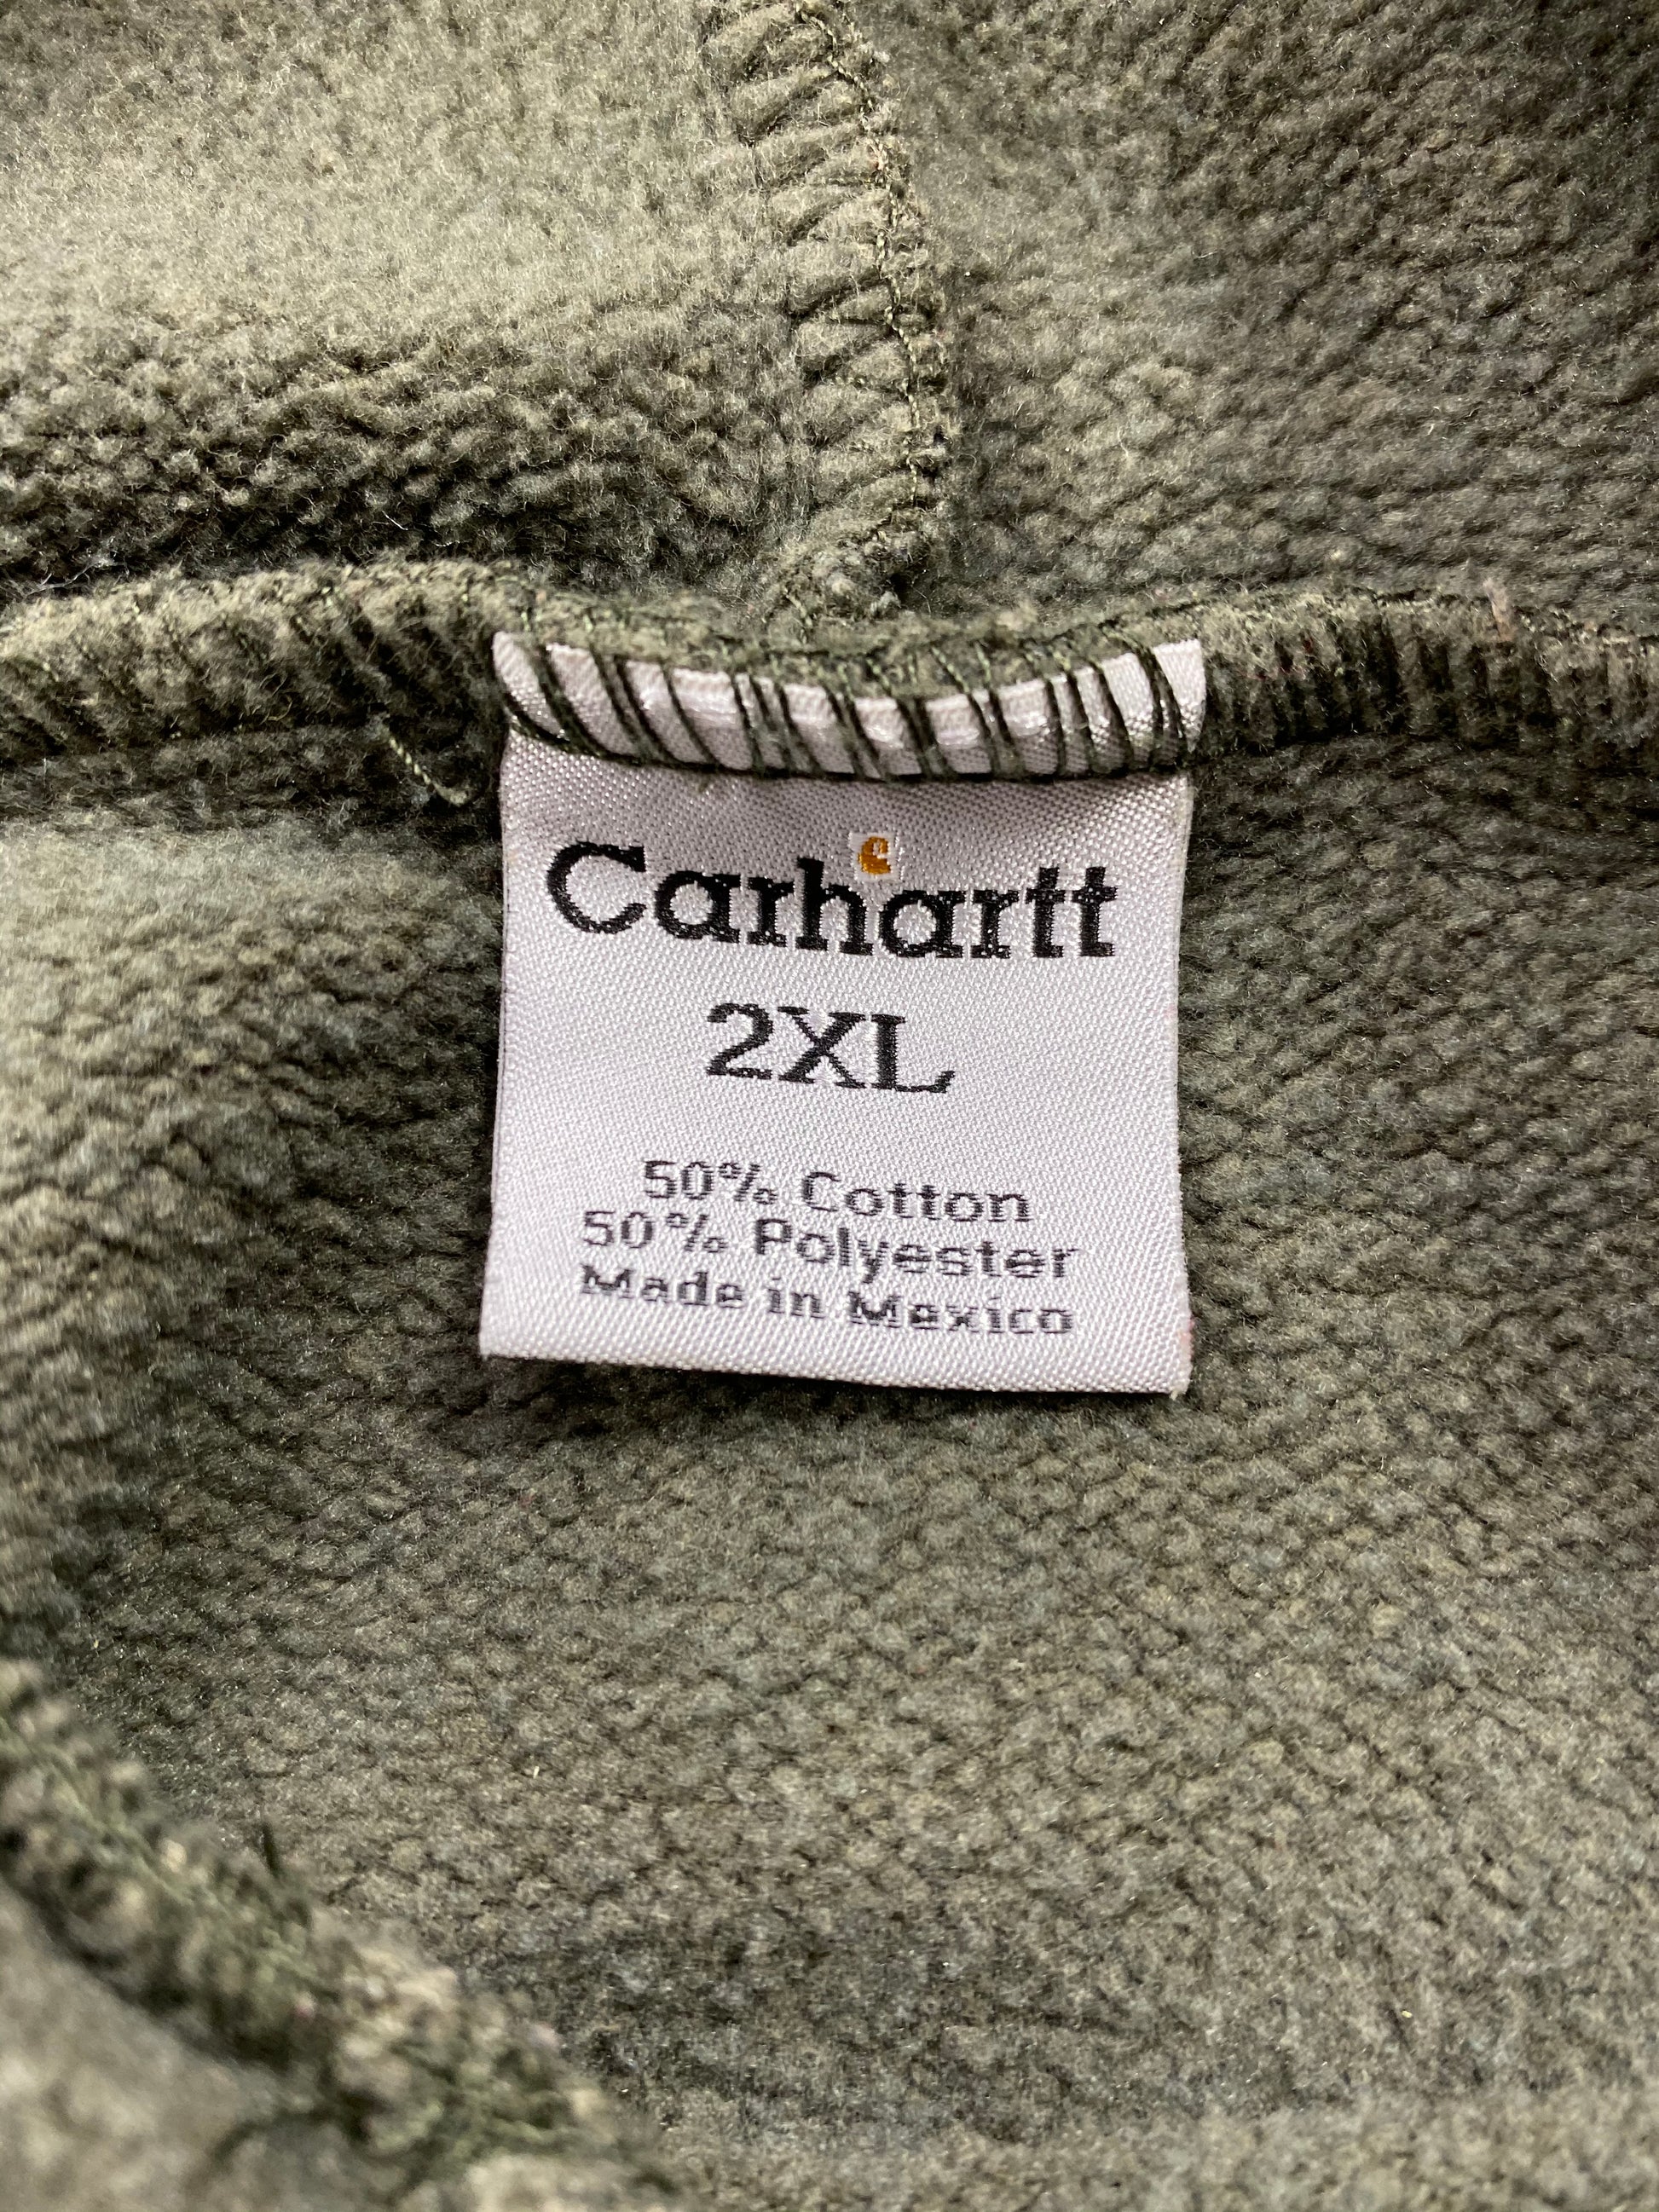 Carhartt
2XL
50% Cotton
50% Polyester
Made in Mexico